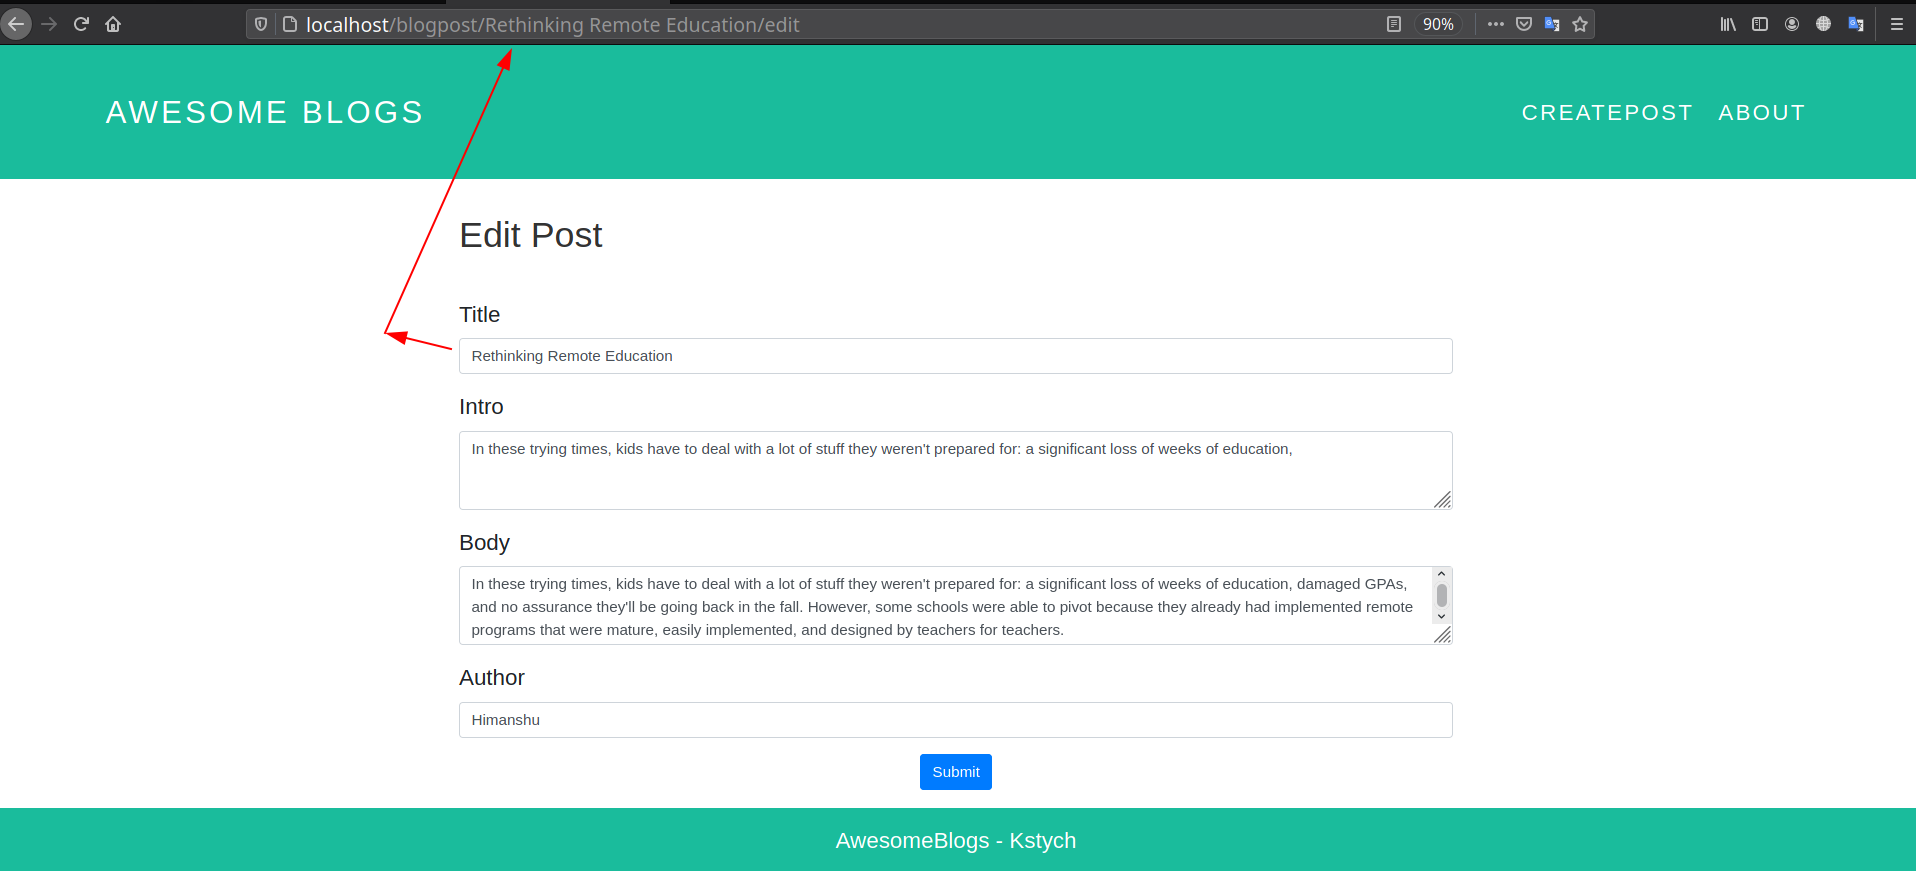 localhost/blogpost/Rethinking Remote Education/edit
90%
AWESOME BLOGS
CREATEPOST ABOUT
Edit Post
Title
Rethinking Remote Education
Intro
In these trying times, kids have to deal with a lot of stuff they weren't prepared for: a significant loss of weeks of education,
Body
In these trying times, kids have to deal with a lot of stuff they weren't prepared for: a significant loss of weeks of education, damaged GPAs,
and no assurance they'll be going back in the fall. However, some schools were able to pivot because they already had implemented remote
programs that were mature, easily implemented, and designed by teachers for teachers.
Author
Himanshu
Submit
AwesomeBlogs - Kstych